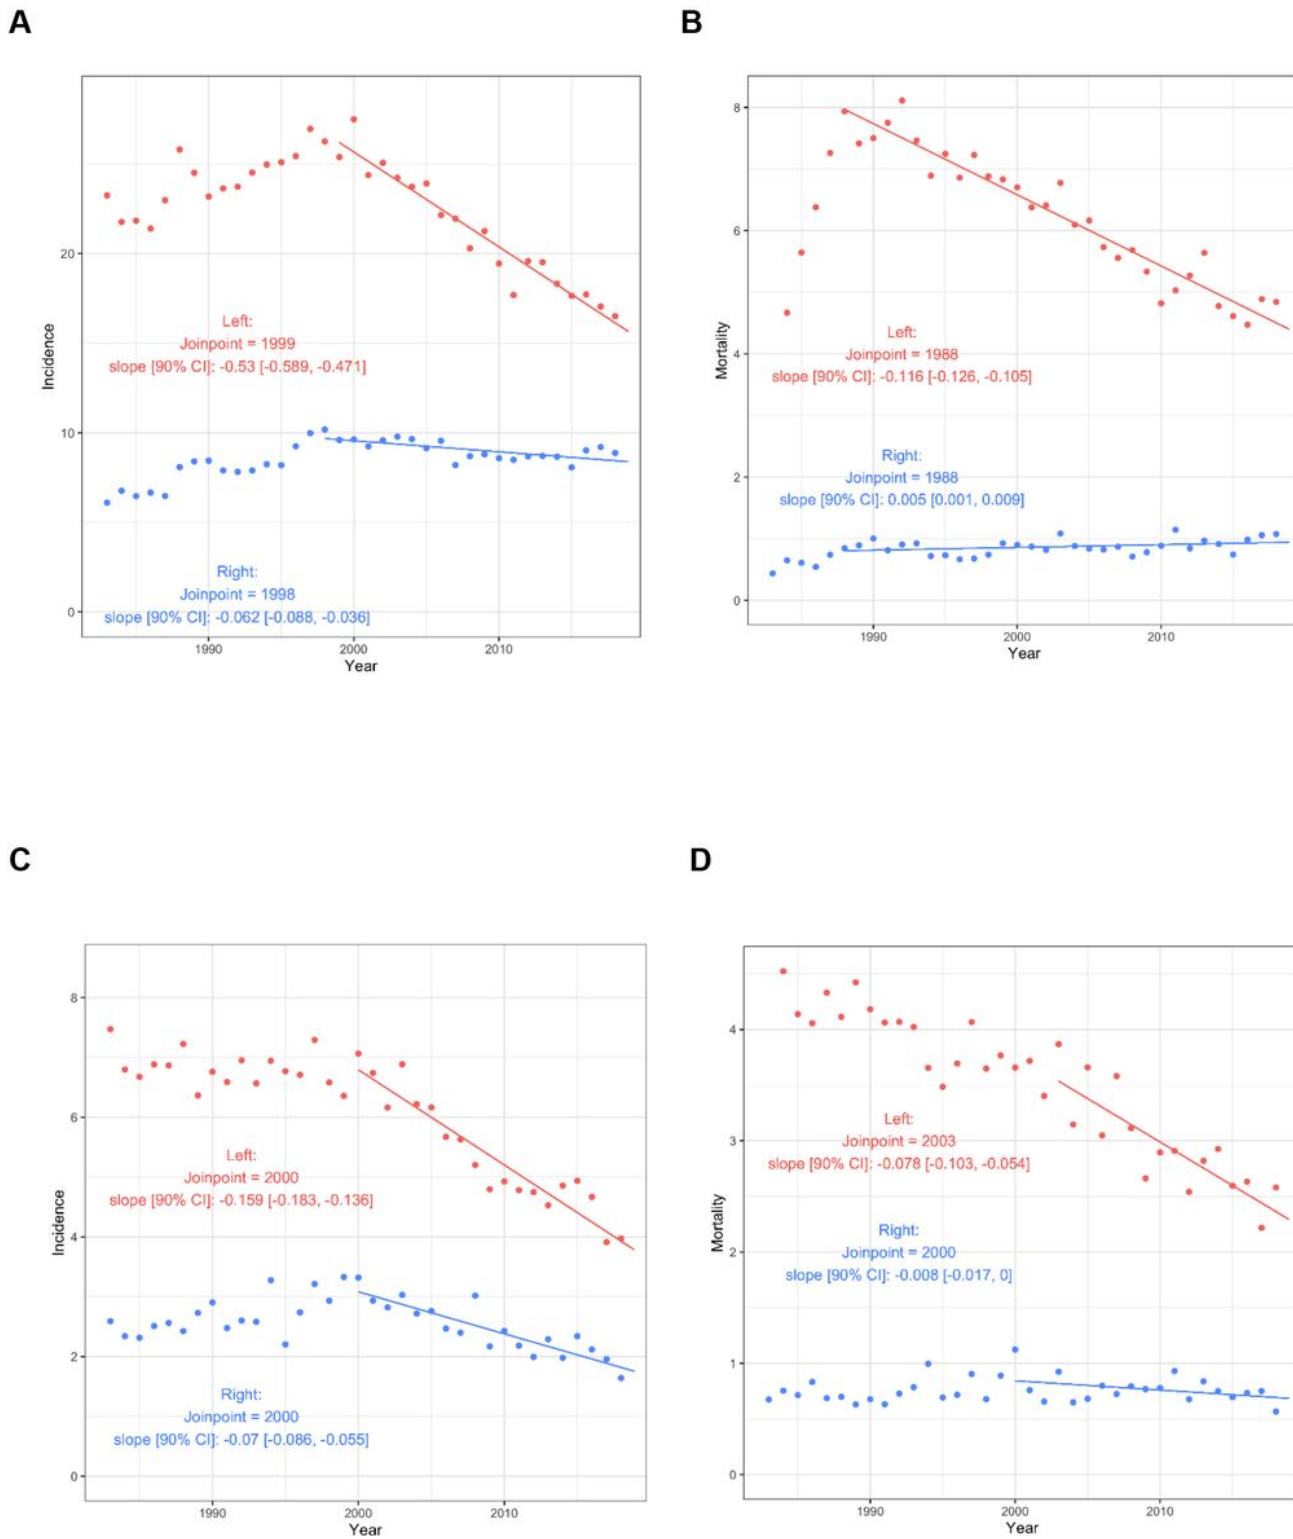 A
Incidence
20
10
0
Left:
Joinpoint = 1999
slope [90% CI]: -0.53 [-0.589, -0.471]
Right:
Joinpoint = 1998
slope [90% CI]: -0.062 [-0.088, -0.036]
1990 2000 2010
Year
B
Mortality
8
6
4
2
0
Left:
Joinpoint = 1988
slope [90% CI]: -0.116 [-0.126, -0.105]
Right:
Joinpoint = 1988
slope [90% CI]: 0.005 [0.001, 0.009]
1990 2000 2010
Year
C
Incidence
8
6
4
2
0
Left:
Joinpoint = 2000
slope [90% CI]: -0.159 [-0.183, -0.136]
Right:
Joinpoint = 2000
slope [90% CI]: -0.07 [-0.086, -0.055]
1990 2000 2010
Year
D
Mortality
4
3
2
1
0
Left:
Joinpoint = 2003
slope [90% CI]: -0.078 [-0.103, -0.054]
Right:
Joinpoint = 2000
slope [90% CI]: -0.008 [-0.017, 0]
1990 2000 2010
Year